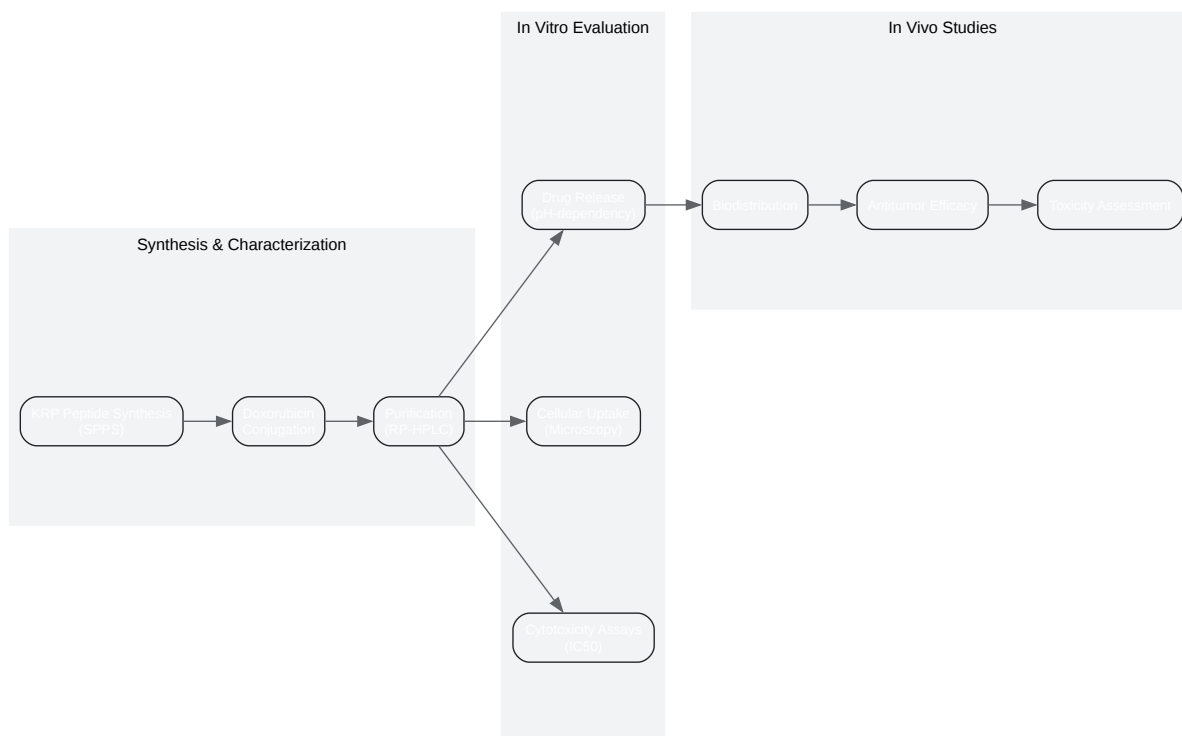 In Vitro Evaluation
In Vivo Studies
Drug Release
(pH-dependency)
Biodistribution
Antitumor Efficacy
Toxicity Assessment
Synthesis & Characterization
KRP Peptide Synthesis
(SPPS)
Doxorubicin
Conjugation
Purification
(RP-HPLC)
Cellular Uptake
(Microscopy)
Cytotoxicity Assays
(IC50)